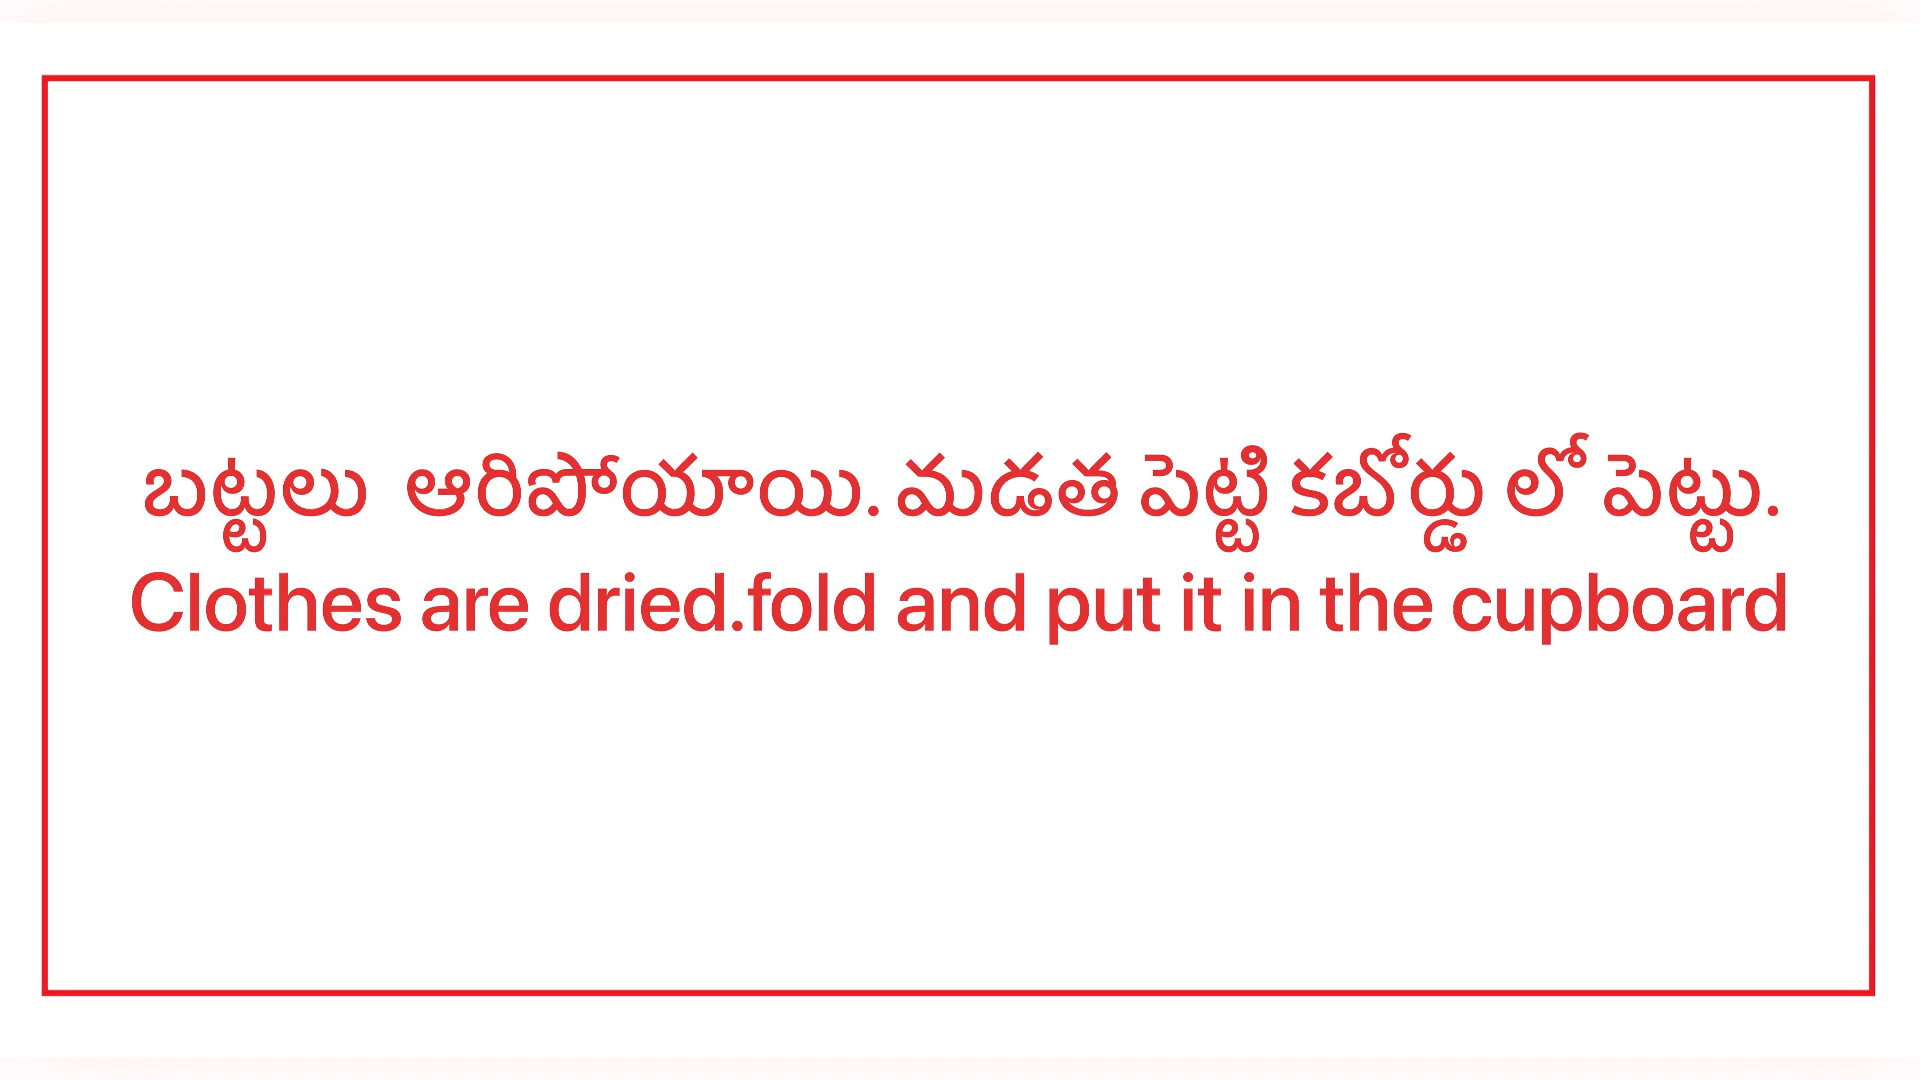 బట్టలు  ఆరిపోయాయి. మడత పెట్టి కబోర్డు లో పెట్టు.
Clothes are dried.fold and put it in the cupboard